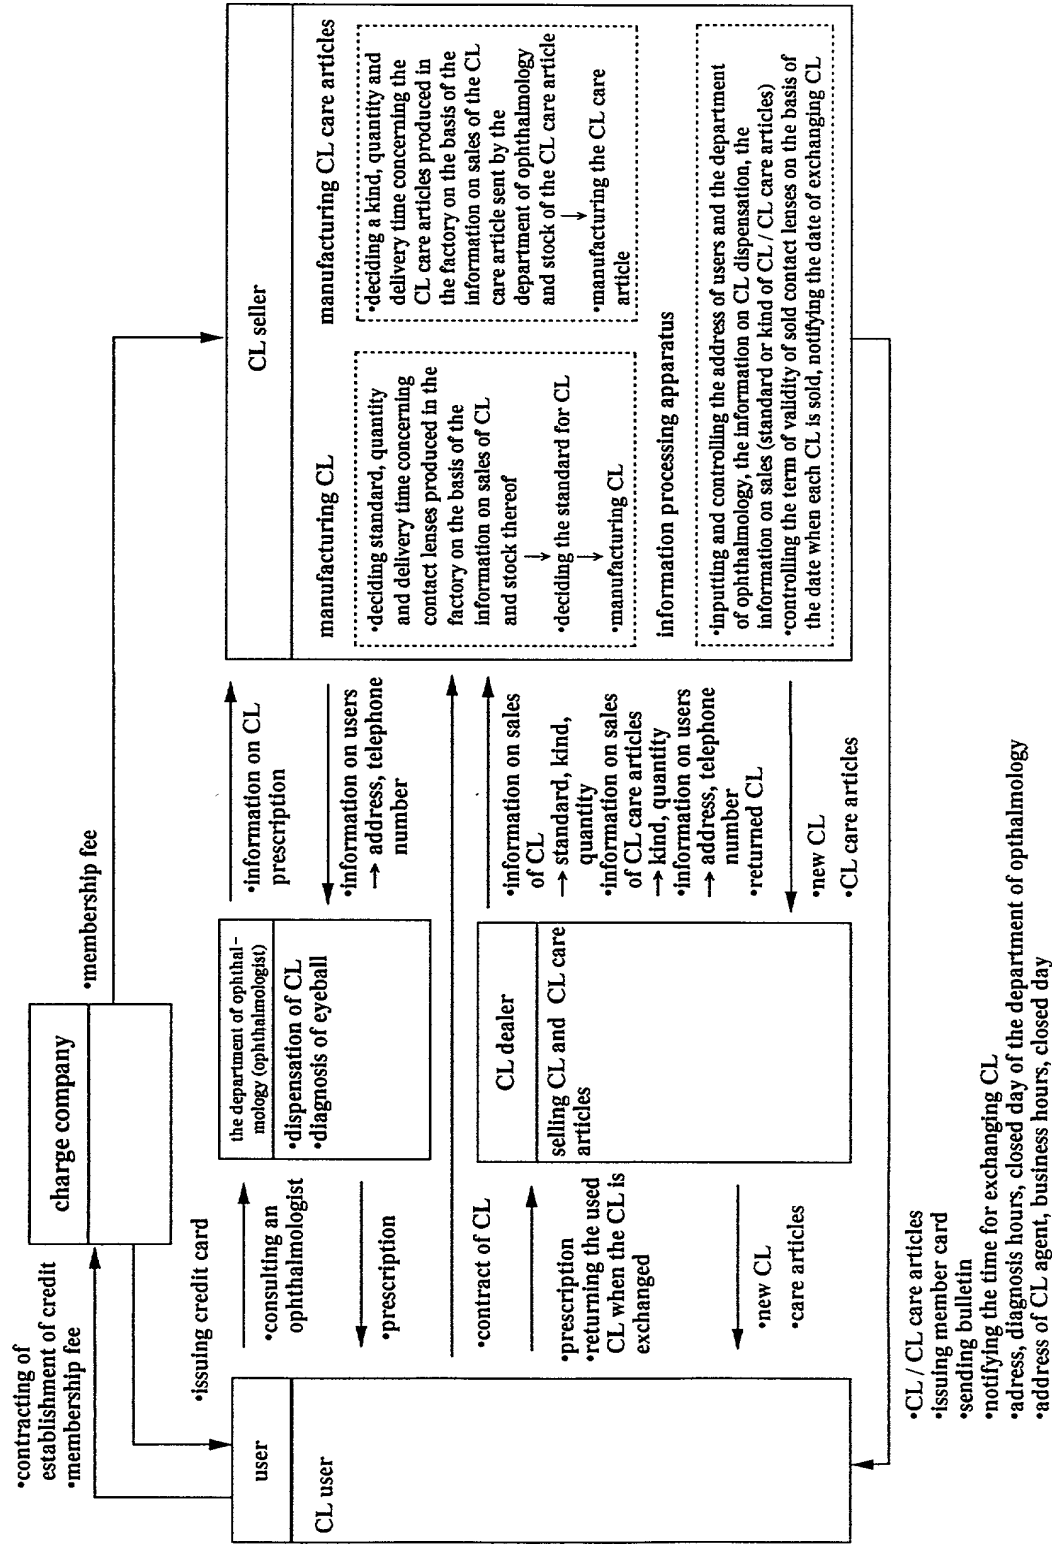 •contracting of
establishment of credit
•membership fee
charge company
•membership fee
•issuing credit card
user
CL user
•consulting an
ophthalmologist
•prescription
the department of ophthal-
mology (ophthalmologist)
•dispensation of CL
•diagnosis of eyeball
•information on CL
prescription
•information on users
→ address, telephone
number
•contract of CL
•prescription
•returning the used
CL when the CL is
exchanged
•new CL
•care articles
CL dealer
selling CL and CL care
articles
•information on sales
of CL
→ standard, kind,
quantity
•information on sales
of CL care articles
→ kind, quantity
•information on users
→ address, telephone
number
•returned CL
•new CL
•CL care articles
CL seller
manufacturing CL
•deciding standard, quantity
and delivery time concerning
contact lenses produced in the
factory on the basis of the
information on sales of CL
and stock thereof
→
•deciding the standard for CL
→
•manufacturing CL
manufacturing CL care articles
•deciding a kind, quantity and
delivery time concerning the
CL care articles produced in
the factory on the basis of the
information on sales of the CL
care article sent by the
department of ophthalmology
and stock of the CL care article
→
•manufacturing the CL care
article
information processing apparatus
•inputting and controlling the address of users and the department
of ophthalmology, the information on CL dispensation, the
information on sales (standard or kind of CL / CL care articles)
•controlling the term of validity of sold contact lenses on the basis of
the date when each CL is sold, notifying the date of exchanging CL
•CL / CL care articles
•issuing member card
•sending bulletin
•notifying the time for exchanging CL
•adress, diagnosis hours, closed day of the department of opthalmology
•address of CL agent, business hours, closed day